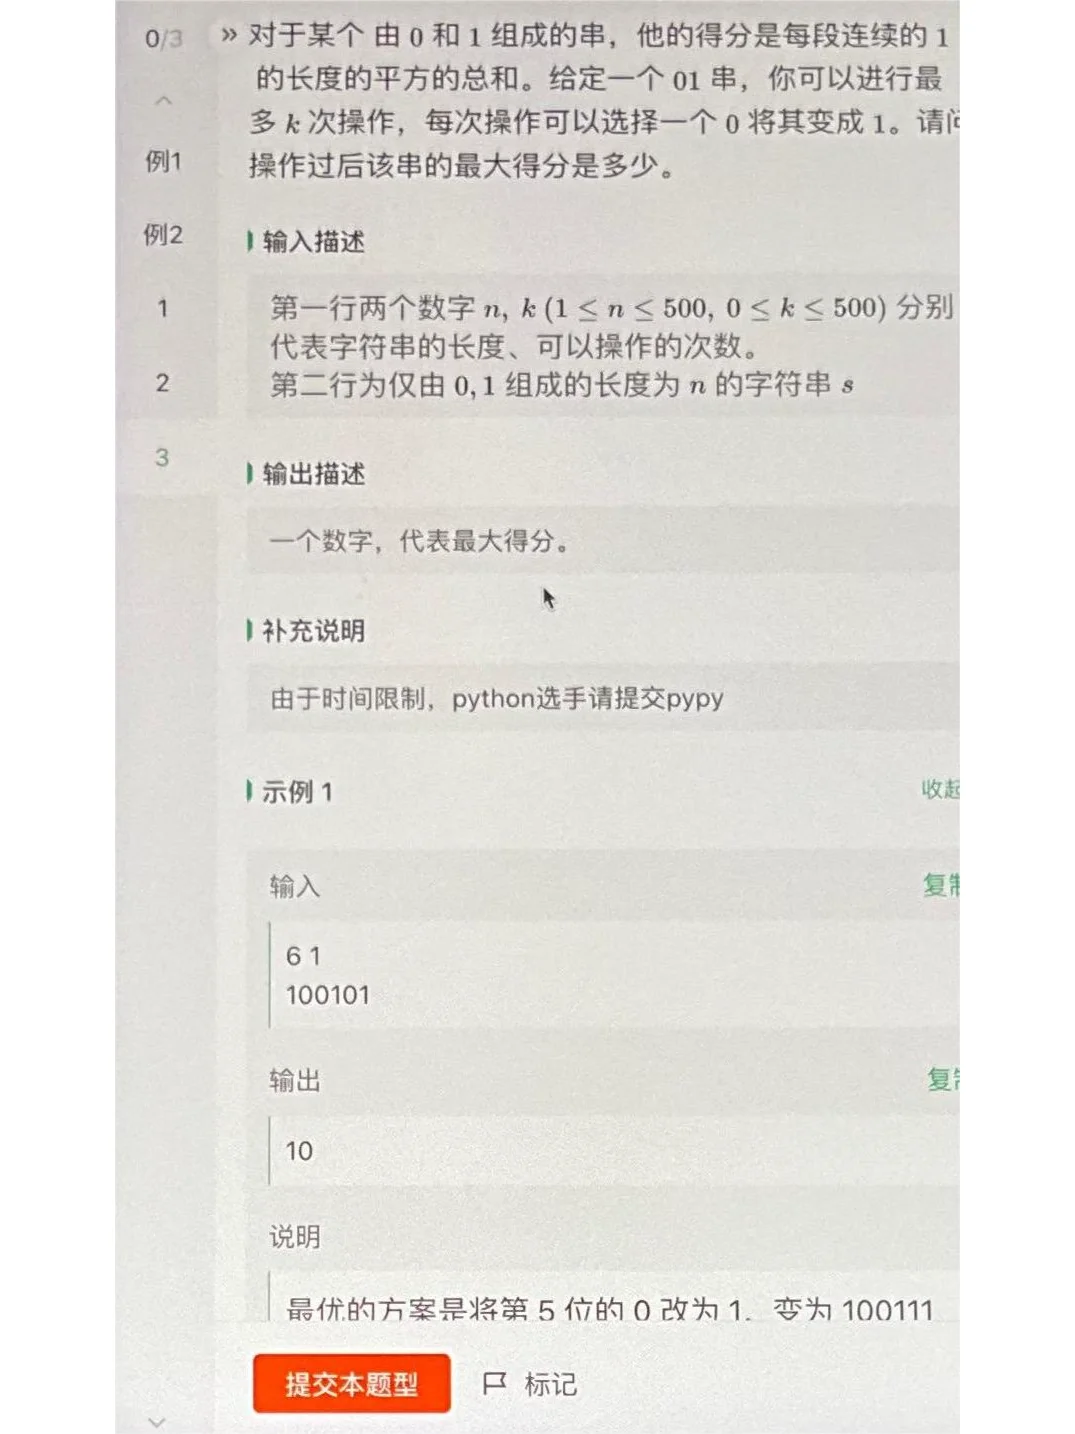 0/3
» 对于某个 由 0 和 1 组成的串，他的得分是每段连续的 1
的长度的平方的总和。给定一个 01 串，你可以进行最
多 k 次操作，每次操作可以选择一个 0 将其变成 1。请问
操作过后该串的最大得分是多少。
例1
例2
1
2
3
输入描述
第一行两个数字 n, k (1 ≤ n ≤ 500, 0 ≤ k ≤ 500) 分别
代表字符串的长度、可以操作的次数。
第二行为仅由 0, 1 组成的长度为 n 的字符串 s
输出描述
一个数字，代表最大得分。
补充说明
由于时间限制，python选手请提交pypy
示例 1
收起
输入
复制
6 1
100101
输出
复制
10
说明
最优的方案是将第 5 位的 0 改为 1，变为 100111
提交本题型
标记